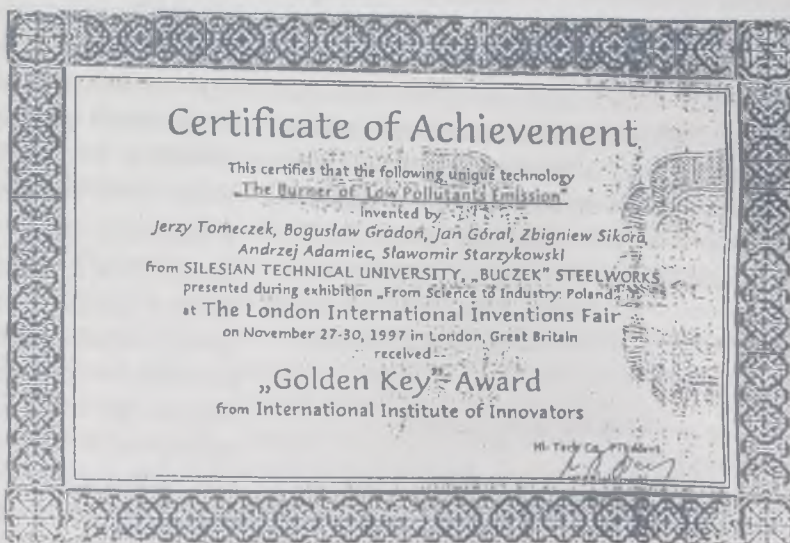 Certificate of Achievement
This certifies that the following unique technology
„The Burner of Low Pollutants Emission"
invented by
Jerzy Tomeczek, Bogusław Gradoń, Jan Góral, Zbigniew Sikora,
Andrzej Adamiec, Sławomir Starzykowski
from SILESIAN TECHNICAL UNIVERSITY, „BUCZEK" STEELWORKS
presented during exhibition „From Science to Industry: Poland"
at The London International Inventions Fair
on November 27-30, 1997 in London, Great Britain
received
„Golden Key" Award
from International Institute of Innovators